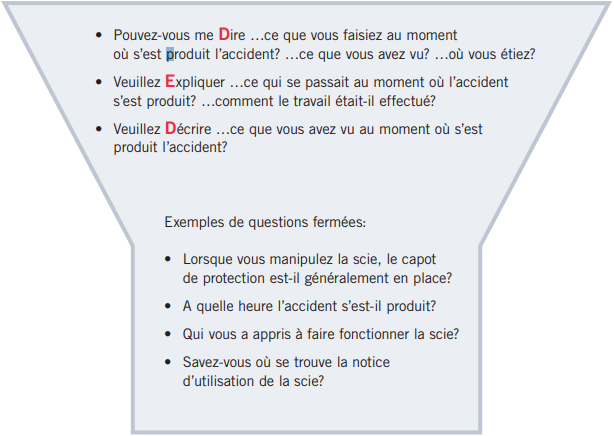 • Pouvez-vous me Dire …ce que vous faisiez au moment
où s’est produit l’accident? …ce que vous avez vu? …où vous étiez?
• Veuillez Expliquer …ce qui se passait au moment où l’accident
s’est produit? …comment le travail était-il effectué?
• Veuillez Décrire …ce que vous avez vu au moment où s’est
produit l’accident?
Exemples de questions fermées:
• Lorsque vous manipulez la scie, le capot
de protection est-il généralement en place?
• A quelle heure l’accident s’est-il produit?
• Qui vous a appris à faire fonctionner la scie?
• Savez-vous où se trouve la notice
d’utilisation de la scie?